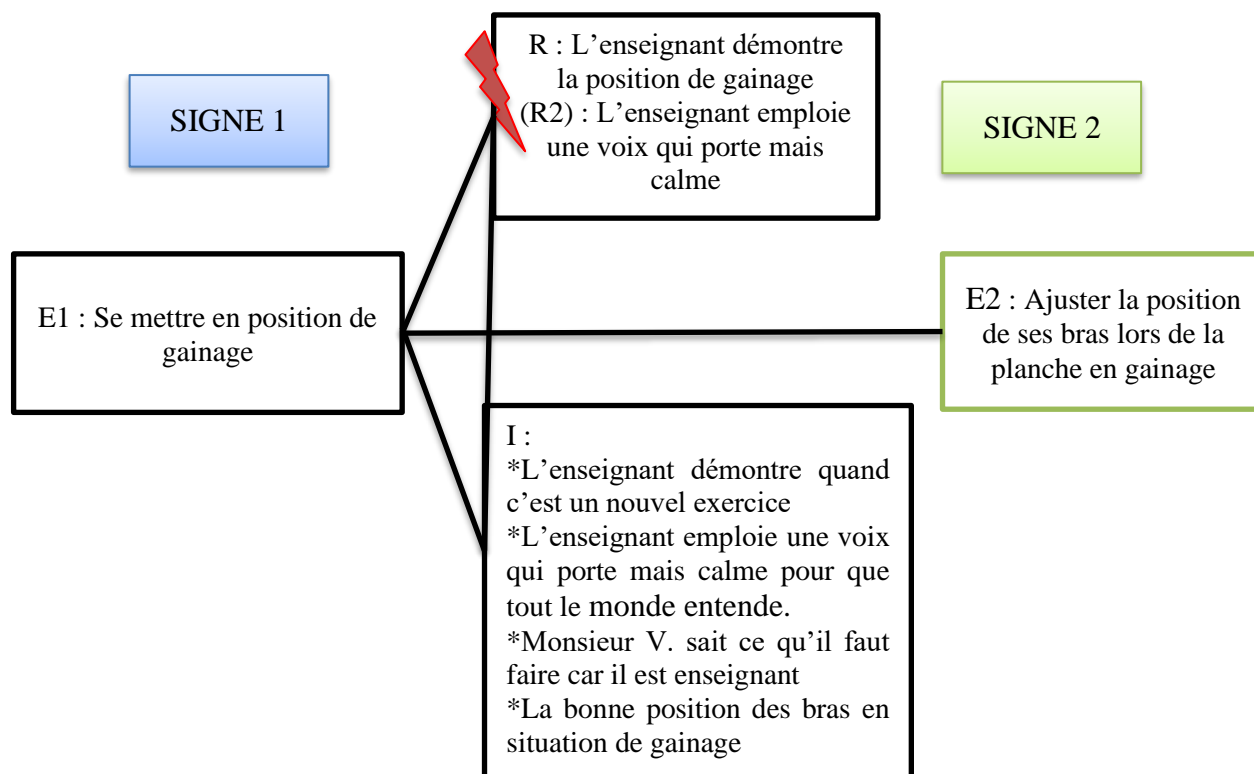 R : L’enseignant démontre
la position de gainage
(R2) : L’enseignant emploie
une voix qui porte mais
calme
SIGNE 1
SIGNE 2
E1 : Se mettre en position de
gainage
E2 : Ajuster la position
de ses bras lors de la
planche en gainage
I :
*L’enseignant démontre quand
c’est un nouvel exercice
*L’enseignant emploie une voix
qui porte mais calme pour que
tout le monde entende.
*Monsieur V. sait ce qu’il faut
faire car il est enseignant
*La bonne position des bras en
situation de gainage